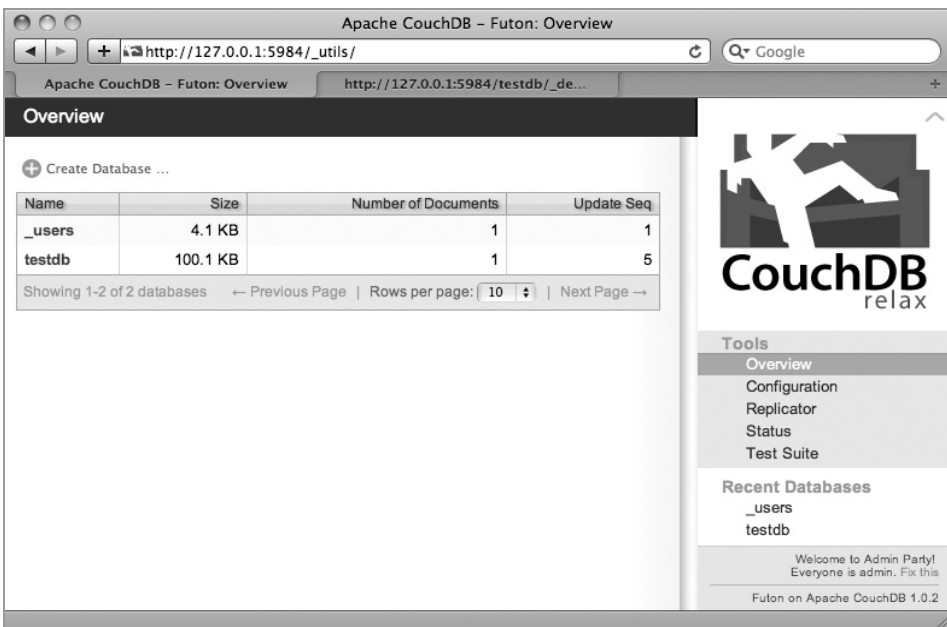 Apache CouchDB – Futon: Overview
http://127.0.0.1:5984/_utils/
Google
Apache CouchDB – Futon: Overview
http://127.0.0.1:5984/testdb/_de...
Overview
Create Database ...
Name Size Number of Documents Update Seq
_users 4.1 KB 1 1
testdb 100.1 KB 1 5
Showing 1-2 of 2 databases ← Previous Page | Rows per page: 10 | Next Page →
CouchDB
relax
Tools
Overview
Configuration
Replicator
Status
Test Suite
Recent Databases
_users
testdb
Welcome to Admin Party!
Everyone is admin. Fix this
Futon on Apache CouchDB 1.0.2